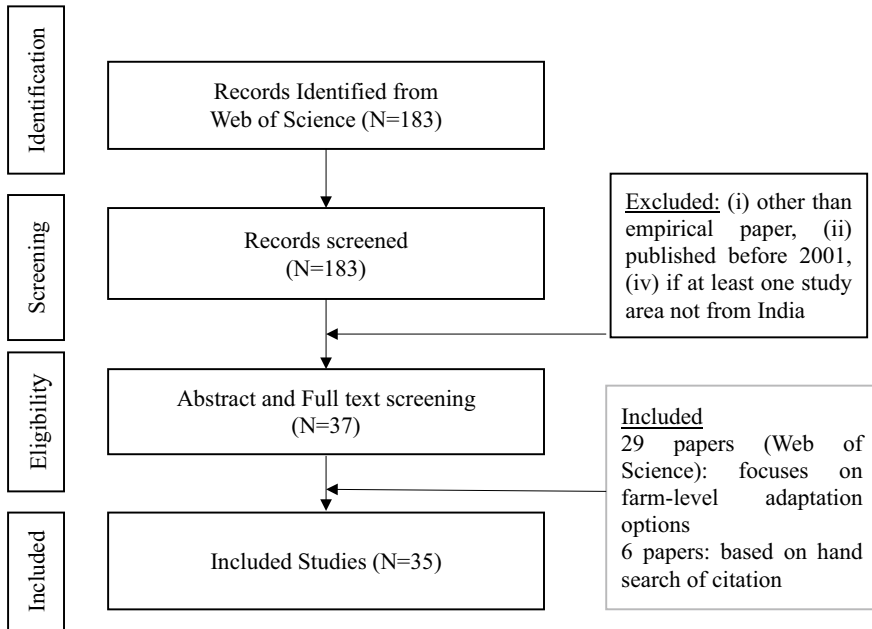 Identification
Records Identified from
Web of Science (N=183)
Screening
Records screened
(N=183)
Excluded: (i) other than
empirical paper, (ii)
published before 2001,
(iv) if at least one study
area not from India
Eligibility
Abstract and Full text screening
(N=37)
Included
29 papers (Web of
Science): focuses on
farm-level adaptation
options
6 papers: based on hand
search of citation
Included
Included Studies (N=35)